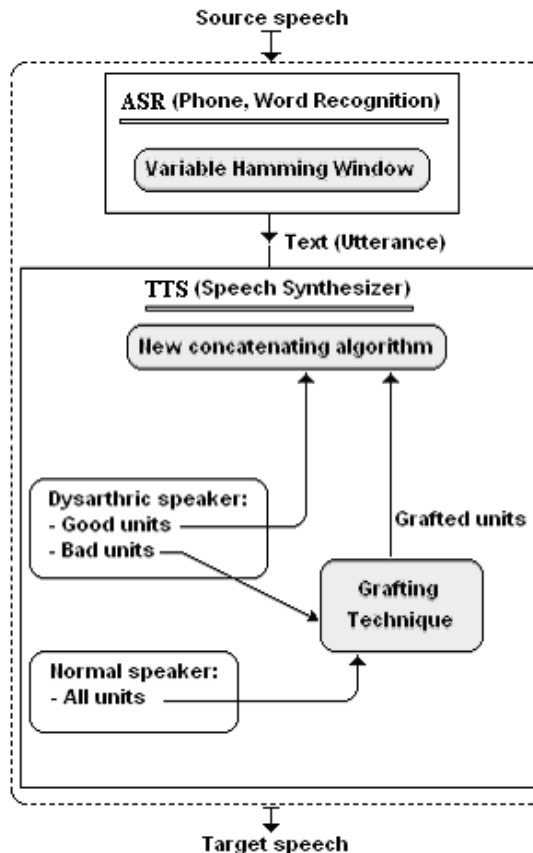 Source speech
ASR (Phone, Word Recognition)
Variable Hamming Window
Text (Utterance)
TTS (Speech Synthesizer)
New concatenating algorithm
Dysarthric speaker:
- Good units
- Bad units
Grafted units
Grafting
Technique
Normal speaker:
- All units
Target speech